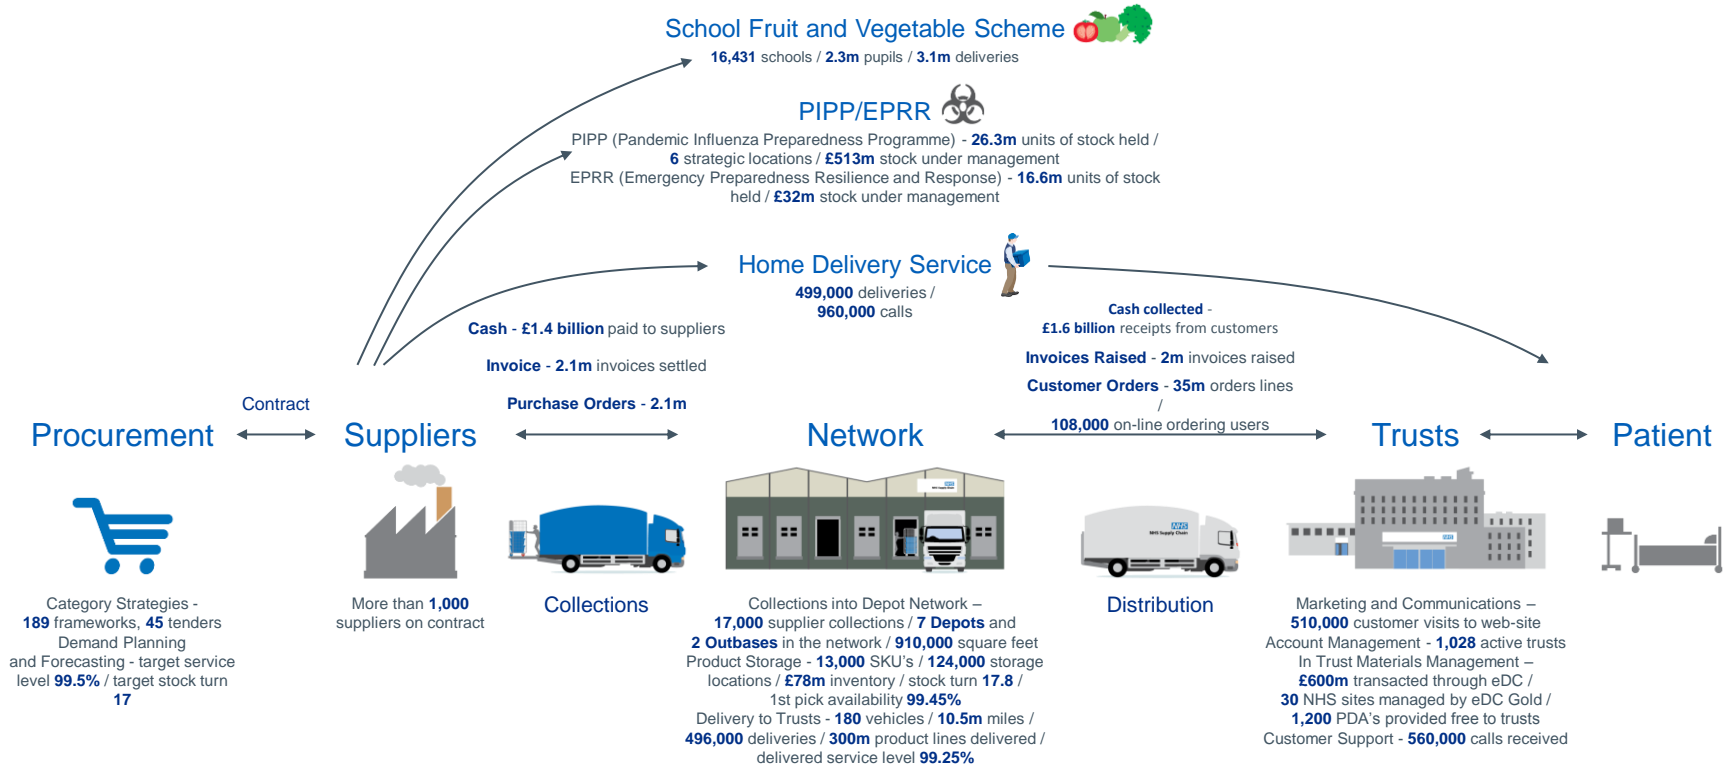 School Fruit and Vegetable Scheme
16,431 schools / 2.3m pupils / 3.1m deliveries
PIPP/EPRR
PIPP (Pandemic Influenza Preparedness Programme) - 26.3m units of stock held /
6 strategic locations / £513m stock under management
EPRR (Emergency Preparedness Resilience and Response) - 16.6m units of stock
held / £32m stock under management
Home Delivery Service
499,000 deliveries /
960,000 calls
Cash - £1.4 billion paid to suppliers
Invoice - 2.1m invoices settled
Purchase Orders - 2.1m
Cash collected -
£1.6 billion receipts from customers
Invoices Raised - 2m invoices raised
Customer Orders - 35m orders lines
/
108,000 on-line ordering users
Contract
Procurement
Suppliers
Network
Trusts
Patient
NHS
NHS Supply Chain
NHS
NHS Supply Chain
NHS
Category Strategies -
189 frameworks, 45 tenders
Demand Planning
and Forecasting - target service
level 99.5% / target stock turn
17
More than 1,000
suppliers on contract
Collections
Collections into Depot Network –
17,000 supplier collections / 7 Depots and
2 Outbases in the network / 910,000 square feet
Product Storage - 13,000 SKU's / 124,000 storage
locations / £78m inventory / stock turn 17.8 /
1st pick availability 99.45%
Delivery to Trusts - 180 vehicles / 10.5m miles /
496,000 deliveries / 300m product lines delivered /
delivered service level 99.25%
Distribution
Marketing and Communications –
510,000 customer visits to web-site
Account Management - 1,028 active trusts
In Trust Materials Management –
£600m transacted through eDC /
30 NHS sites managed by eDC Gold /
1,200 PDA's provided free to trusts
Customer Support - 560,000 calls received